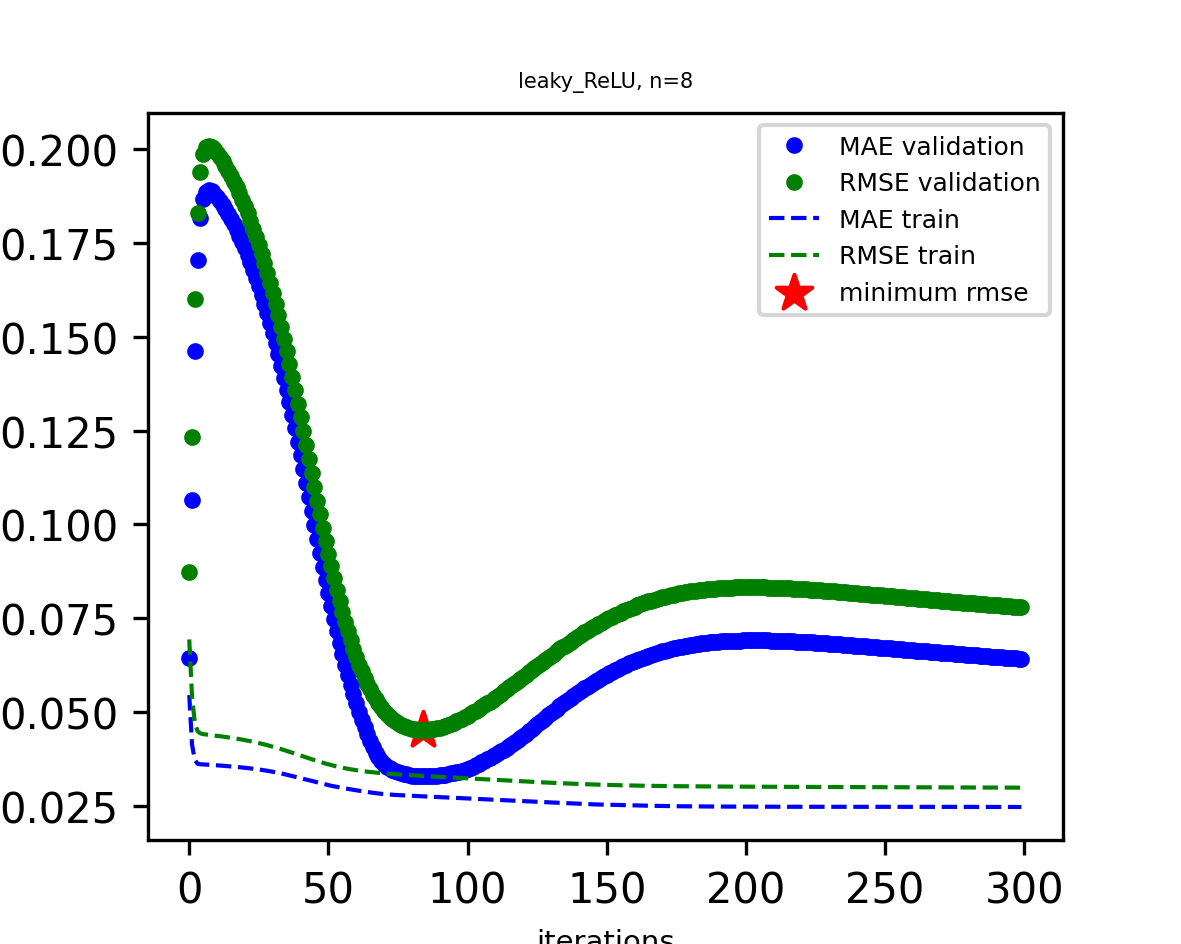 leaky_ReLU, n=8
MAE validation
RMSE validation
MAE train
RMSE train
minimum rmse
0.200
0.175
0.150
0.125
0.100
0.075
0.050
0.025
0 50 100 150 200 250 300
iterations